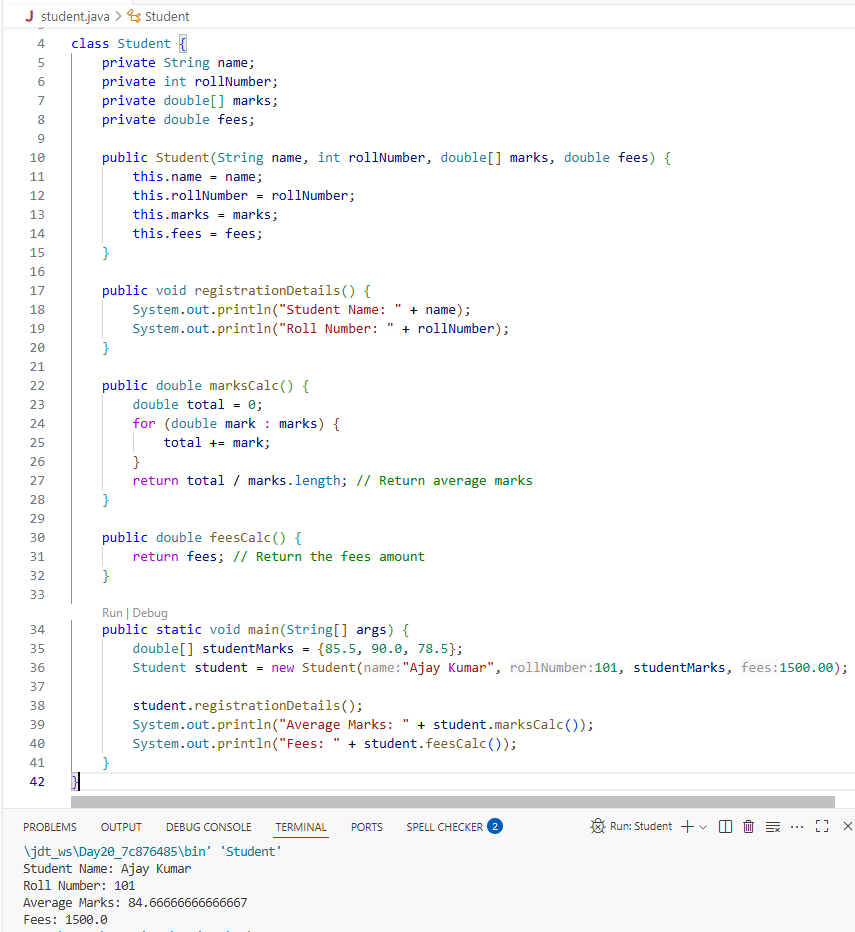 student.java > Student
4 class Student {
5 private String name;
6 private int rollNumber;
7 private double[] marks;
8 private double fees;
9
10 public Student(String name, int rollNumber, double[] marks, double fees) {
11 this.name = name;
12 this.rollNumber = rollNumber;
13 this.marks = marks;
14 this.fees = fees;
15 }
16
17 public void registrationDetails() {
18 System.out.println("Student Name: " + name);
19 System.out.println("Roll Number: " + rollNumber);
20 }
21
22 public double marksCalc() {
23 double total = 0;
24 for (double mark : marks) {
25 total += mark;
26 }
27 return total / marks.length; // Return average marks
28 }
29
30 public double feesCalc() {
31 return fees; // Return the fees amount
32 }
33
Run | Debug
34 public static void main(String[] args) {
35 double[] studentMarks = {85.5, 90.0, 78.5};
36 Student student = new Student(name:"Ajay Kumar", rollNumber:101, studentMarks, fees:1500.00);
37
38 student.registrationDetails();
39 System.out.println("Average Marks: " + student.marksCalc());
40 System.out.println("Fees: " + student.feesCalc());
41 }
42 }
PROBLEMS OUTPUT DEBUG CONSOLE TERMINAL PORTS SPELL CHECKER 2 Run: Student
\jdt_ws\Day20_7c876485\bin' 'Student'
Student Name: Ajay Kumar
Roll Number: 101
Average Marks: 84.66666666666667
Fees: 1500.0